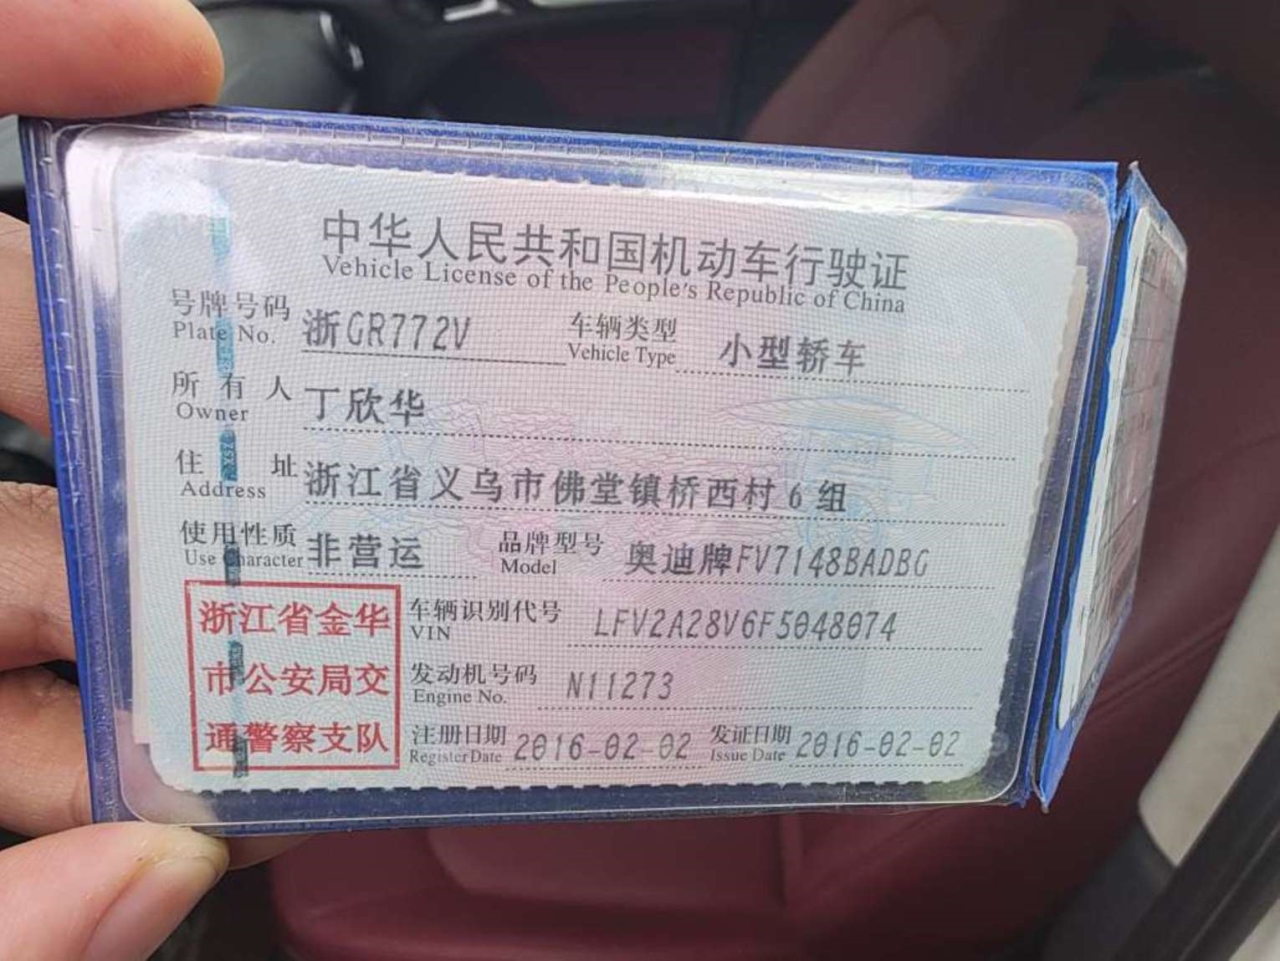 中华人民共和国机动车行驶证
Vehicle License of the People's Republic of China
号牌号码 浙GR772V 车辆类型 小型轿车
Plate No. Vehicle Type
所有人 丁欣华
Owner
住址 浙江省义乌市佛堂镇桥西村6组
Address
使用性质 非营运 品牌型号 奥迪牌FV7148BADBG
Use Character Model
浙江省金华
市公安局交
通警察支队
车辆识别代号 LFV2A28V6F5048074
VIN
发动机号码 N11273
Engine No.
注册日期 2016-02-02 发证日期 2016-02-02
Register Date Issue Date